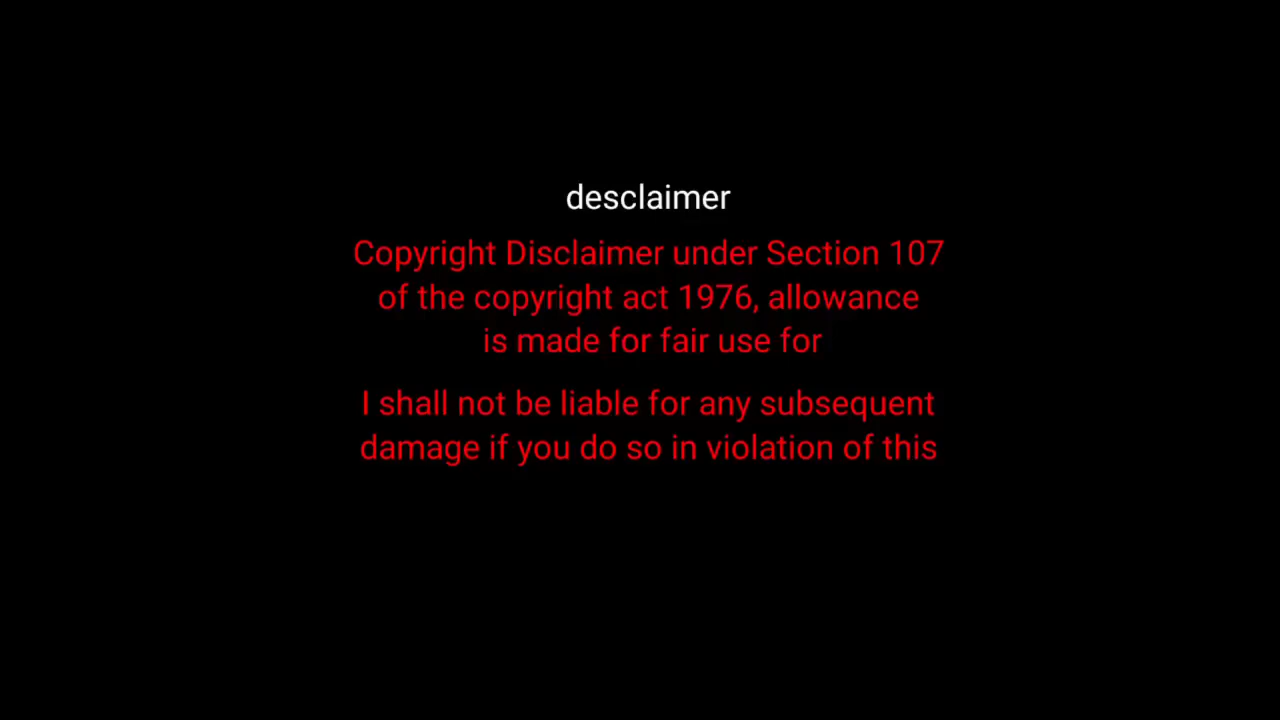 desclaimer
Copyright Disclaimer under Section 107
of the copyright act 1976, allowance
is made for fair use for
I shall not be liable for any subsequent
damage if you do so in violation of this